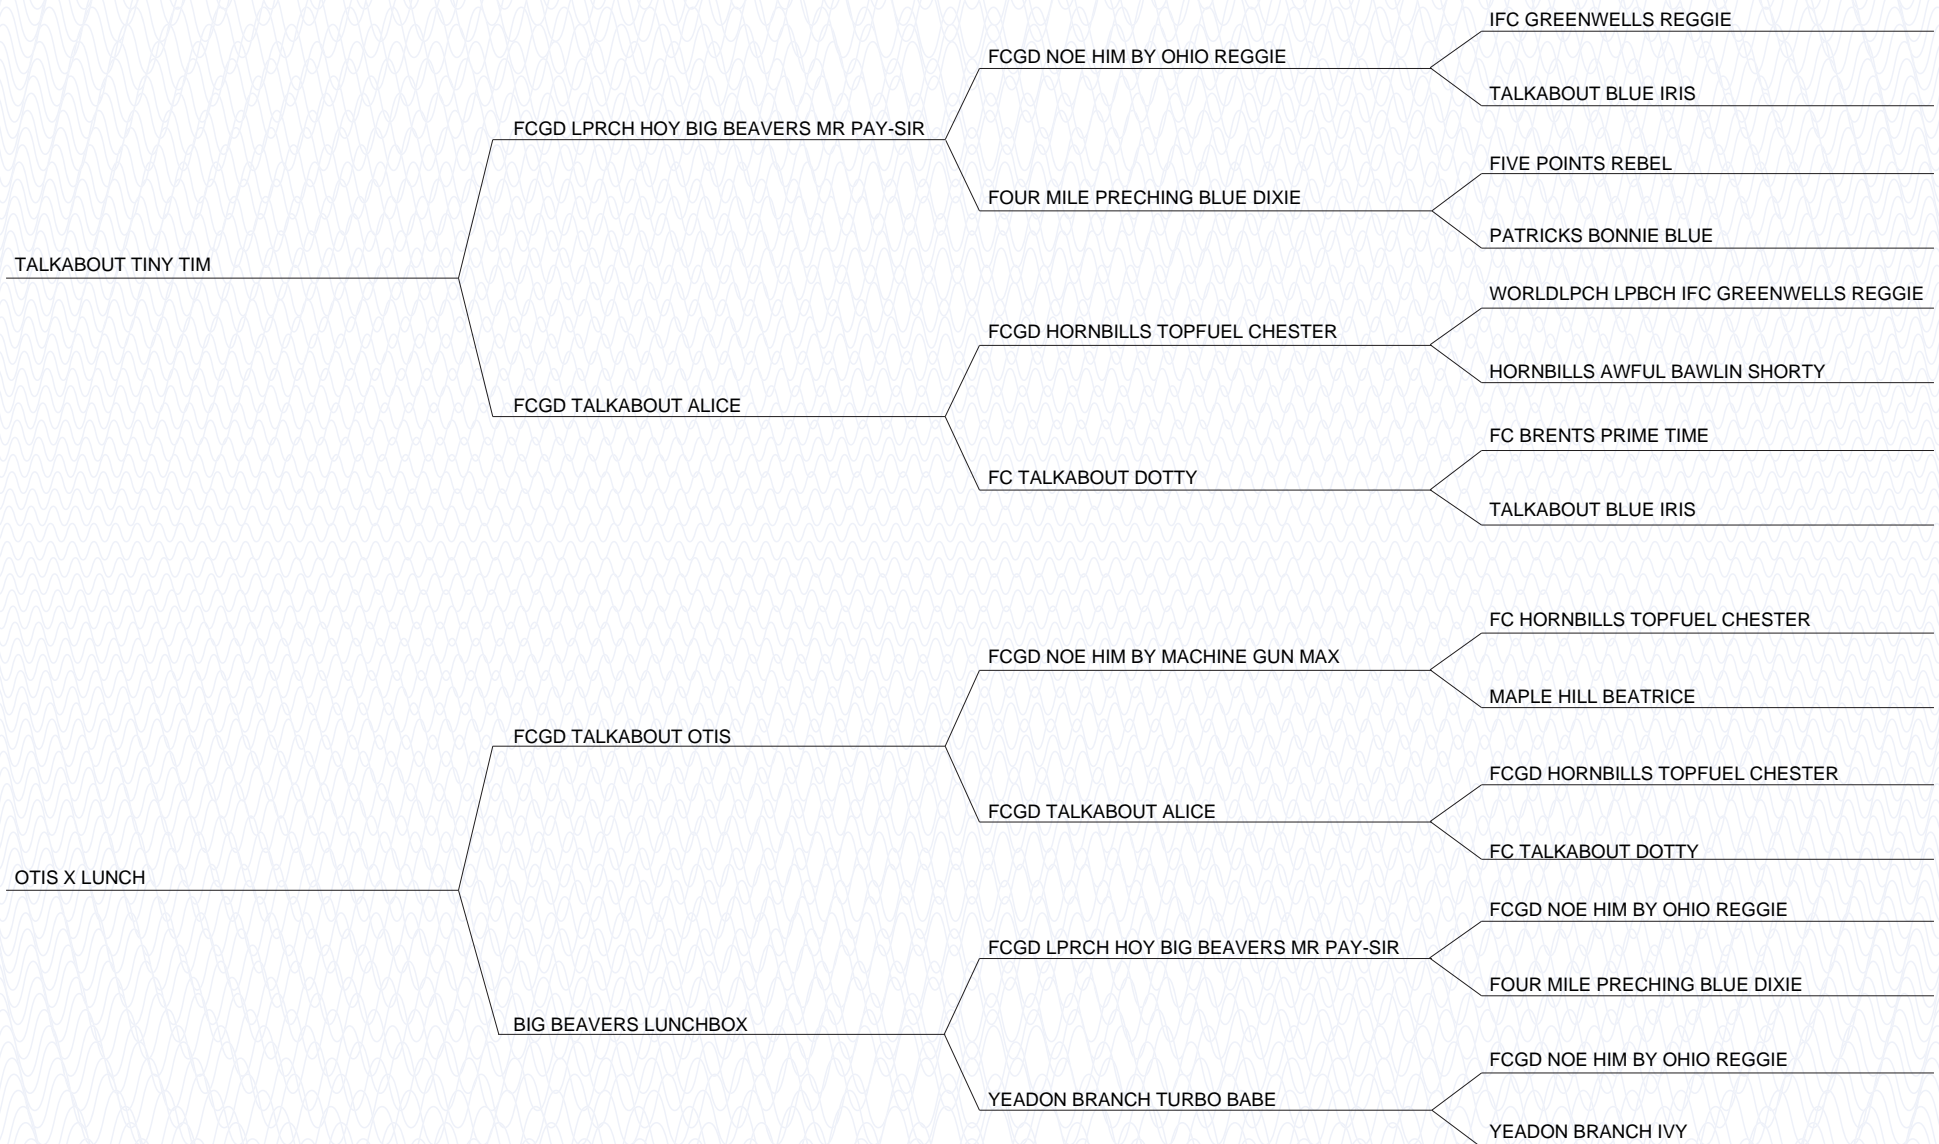 IFC GREENWELLS REGGIE
FCGD NOE HIM BY OHIO REGGIE
TALKABOUT BLUE IRIS
FCGD LPRCH HOY BIG BEAVERS MR PAY-SIR
FIVE POINTS REBEL
FOUR MILE PRECHING BLUE DIXIE
PATRICKS BONNIE BLUE
TALKABOUT TINY TIM
WORLDLPCH LPBCH IFC GREENWELLS REGGIE
FCGD HORNBILLS TOPFUEL CHESTER
HORNBILLS AWFUL BAWLIN SHORTY
FCGD TALKABOUT ALICE
FC BRENTS PRIME TIME
FC TALKABOUT DOTTY
TALKABOUT BLUE IRIS
FC HORNBILLS TOPFUEL CHESTER
FCGD NOE HIM BY MACHINE GUN MAX
MAPLE HILL BEATRICE
FCGD TALKABOUT OTIS
FCGD HORNBILLS TOPFUEL CHESTER
FCGD TALKABOUT ALICE
FC TALKABOUT DOTTY
OTIS X LUNCH
FCGD NOE HIM BY OHIO REGGIE
FCGD LPRCH HOY BIG BEAVERS MR PAY-SIR
FOUR MILE PRECHING BLUE DIXIE
BIG BEAVERS LUNCHBOX
FCGD NOE HIM BY OHIO REGGIE
YEADON BRANCH TURBO BABE
YEADON BRANCH IVY